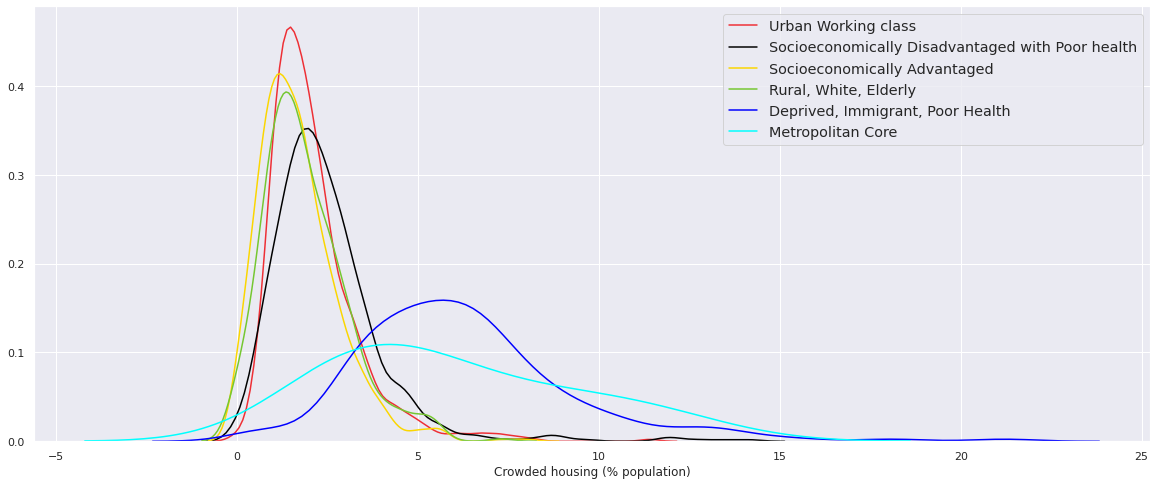 Urban Working class
Socioeconomically Disadvantaged with Poor health
Socioeconomically Advantaged
Rural, White, Elderly
Deprived, Immigrant, Poor Health
Metropolitan Core
0.4
0.3
0.2
0.1
0.0
−5
0
5
10
15
20
25
Crowded housing (% population)